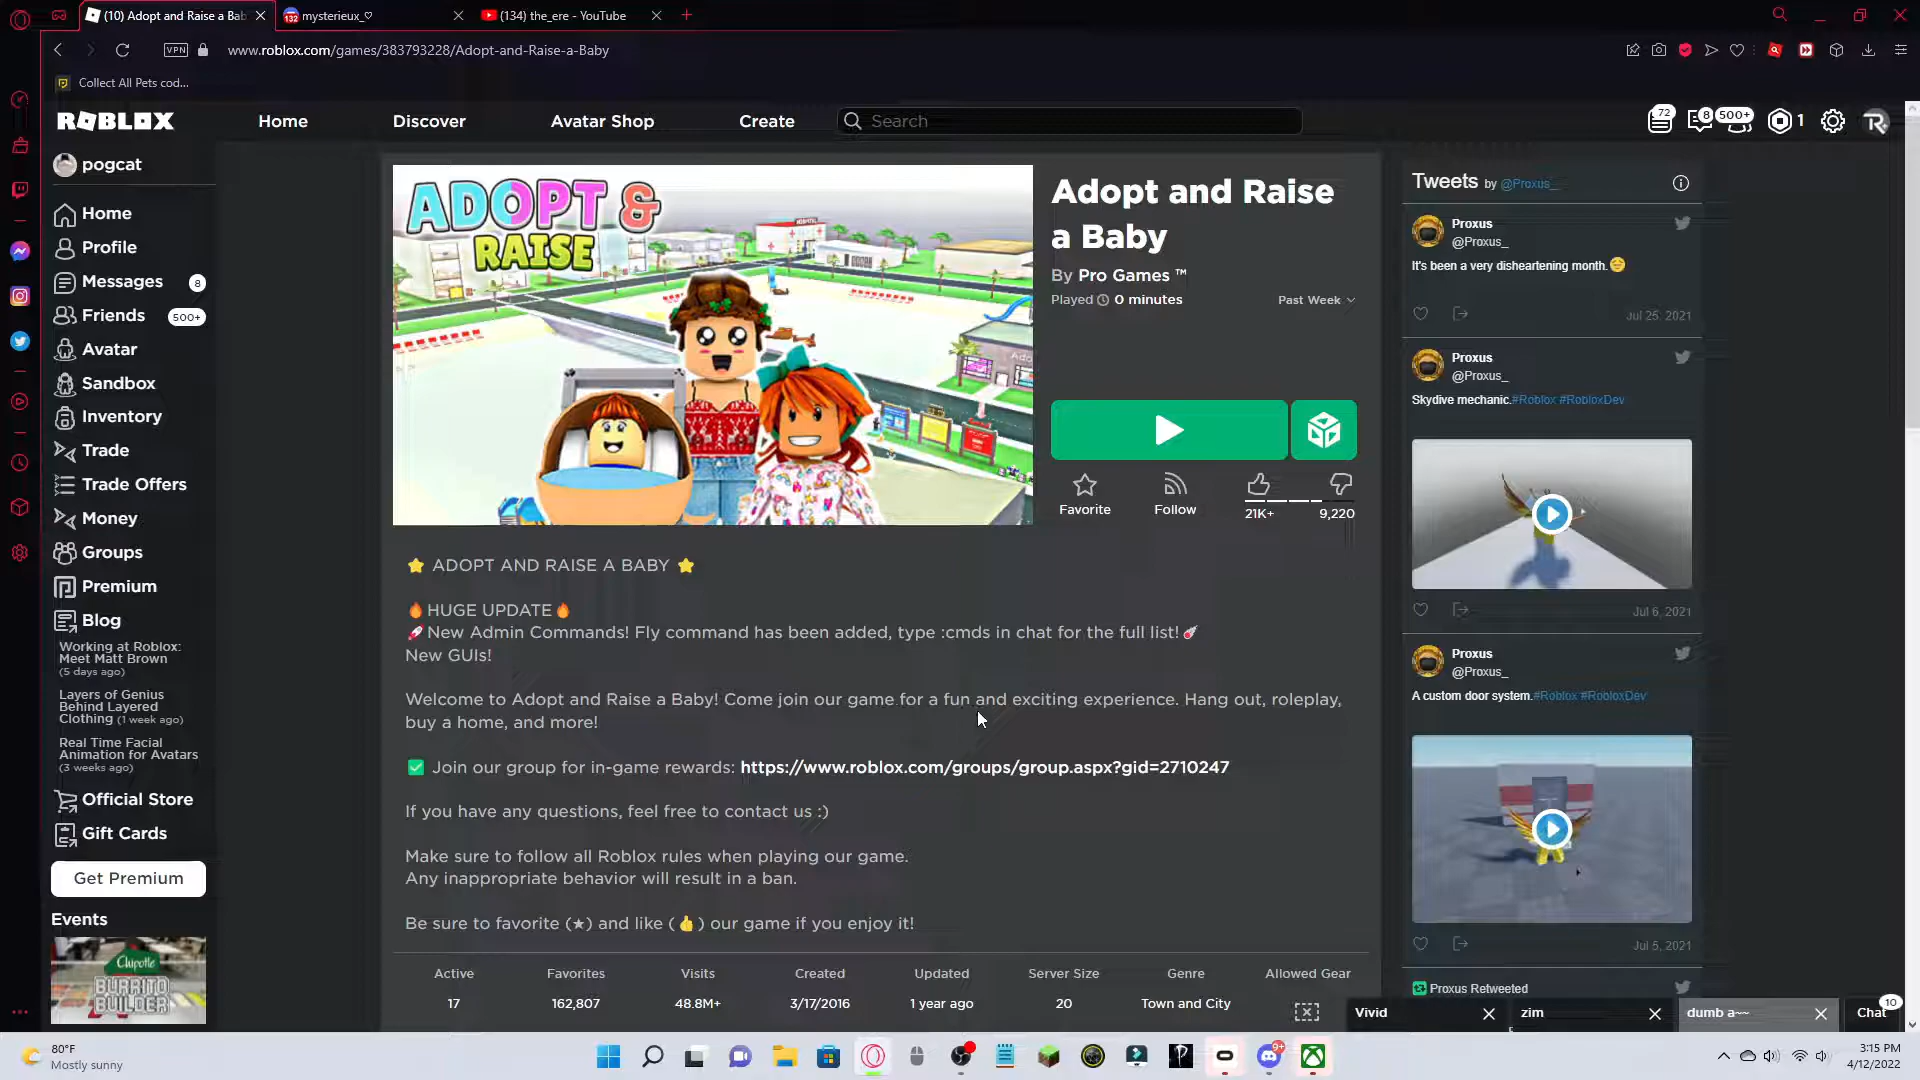 (10) Adopt and Raise a Bab
mysterieux_♡
(134) the_ere - YouTube
VPN
www.roblox.com/games/383793228/Adopt-and-Raise-a-Baby
Collect All Pets cod...
ROBLOX
Home
Discover
Avatar Shop
Create
Search
72
8
500+
1
pogcat
Home
Profile
Messages
8
Friends
500+
Avatar
Sandbox
Inventory
Trade
Trade Offers
Money
Groups
Premium
Blog
Working at Roblox:
Meet Matt Brown
(5 days ago)
Layers of Genius
Behind Layered
Clothing (1 week ago)
Real Time Facial
Animation for Avatars
(3 weeks ago)
Official Store
Gift Cards
Get Premium
Events
Chipotle
BURRITO
BUILDER
ADOPT &
RAISE
Adopt and Raise
a Baby
By Pro Games ™
Played 0 minutes
Past Week
Favorite
Follow
21K+
9,220
⭐ ADOPT AND RAISE A BABY ⭐
🔥HUGE UPDATE🔥
🚀New Admin Commands! Fly command has been added, type :cmds in chat for the full list!🚀
New GUIs!
Welcome to Adopt and Raise a Baby! Come join our game for a fun and exciting experience. Hang out, roleplay,
buy a home, and more!
✅ Join our group for in-game rewards: https://www.roblox.com/groups/group.aspx?gid=2710247
If you have any questions, feel free to contact us :)
Make sure to follow all Roblox rules when playing our game.
Any inappropriate behavior will result in a ban.
Be sure to favorite (★) and like (👍) our game if you enjoy it!
Active
Favorites
Visits
Created
Updated
Server Size
Genre
Allowed Gear
17
162,807
48.8M+
3/17/2016
1 year ago
20
Town and City
Tweets by @Proxus_
Proxus
@Proxus_
It's been a very disheartening month.😔
Jul 25, 2021
Proxus
@Proxus_
Skydive mechanic.#Roblox #RobloxDev
Jul 6, 2021
Proxus
@Proxus_
A custom door system.#Roblox #RobloxDev
Jul 5, 2021
Proxus Retweeted
Vivid
zim
dumb a~~
Chat
10
80°F
Mostly sunny
9+
3:15 PM
4/12/2022